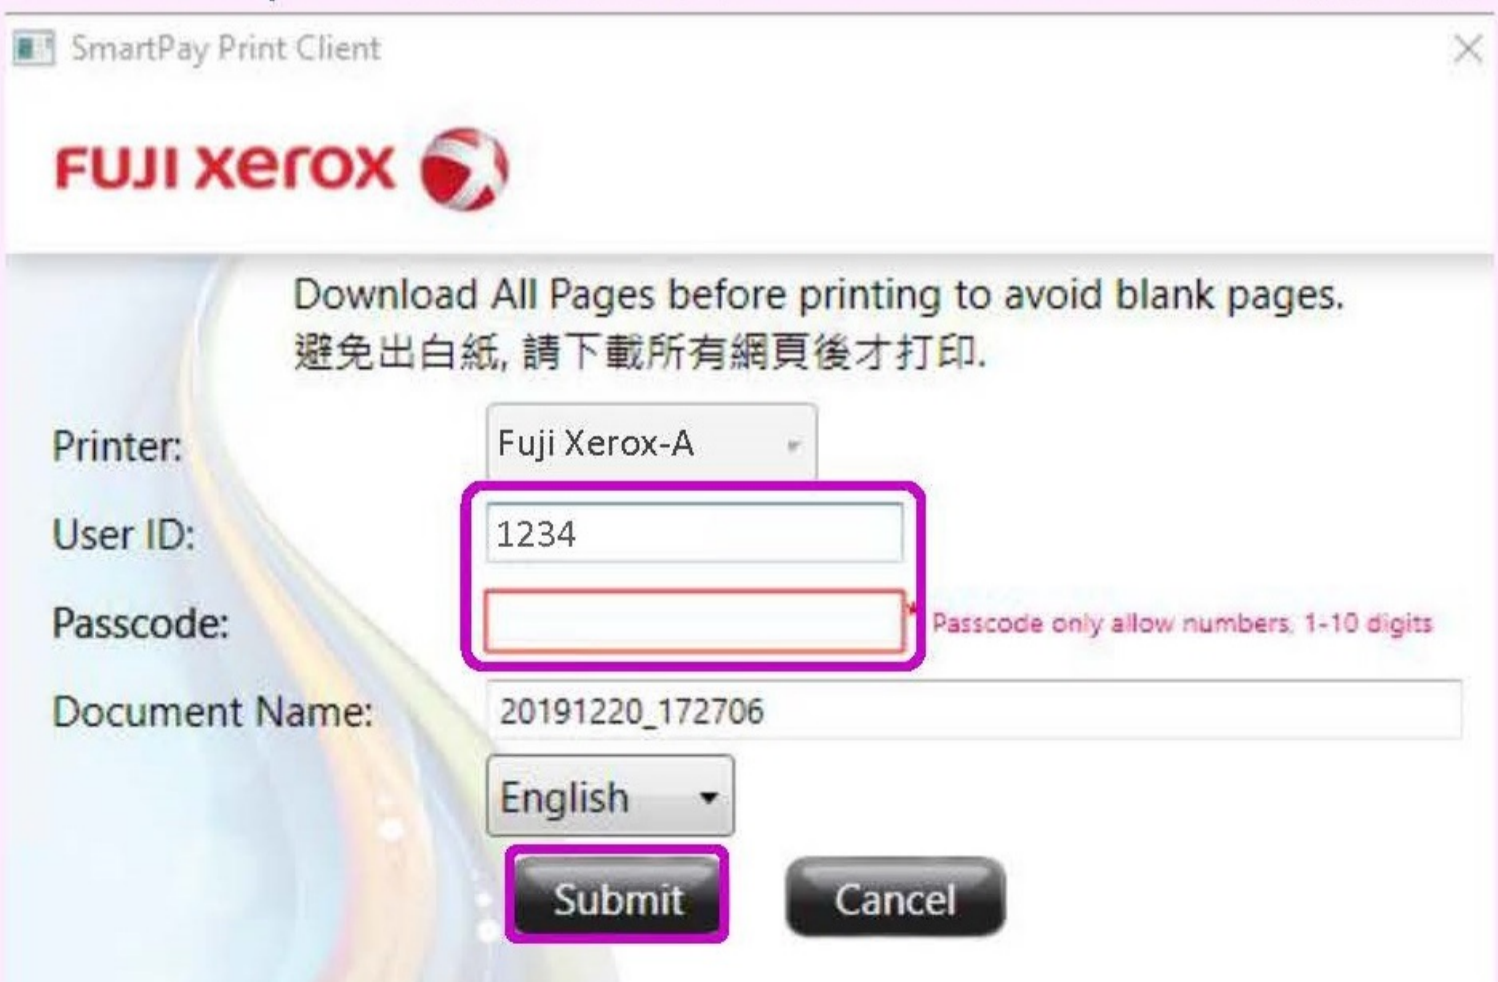 SmartPay Print Client
FUJI xerox
Download All Pages before printing to avoid blank pages.
避免出白紙, 請下載所有網頁後才打印.
Printer: Fuji Xerox-A
User ID: 1234
Passcode: * Passcode only allow numbers, 1-10 digits
Document Name: 20191220_172706
English
Submit Cancel